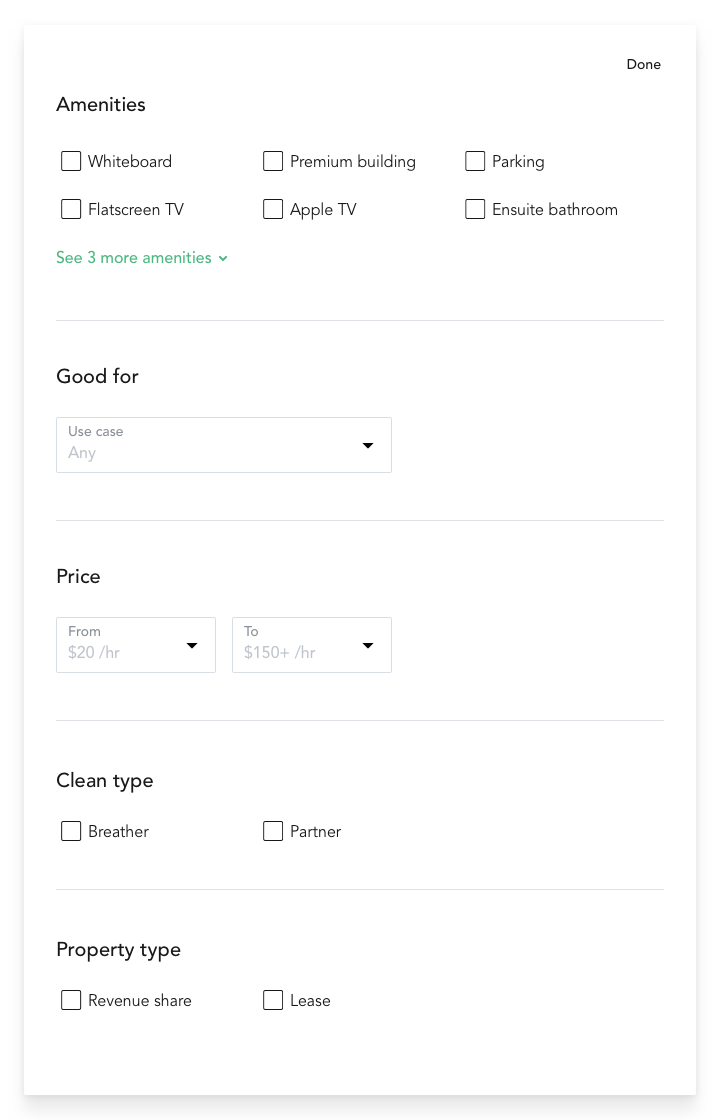 Done
Amenities
Whiteboard Premium building Parking
Flatscreen TV Apple TV Ensuite bathroom
See 3 more amenities
Good for
Use case
Any
Price
From To
$20 /hr $150+ /hr
Clean type
Breather Partner
Property type
Revenue share Lease